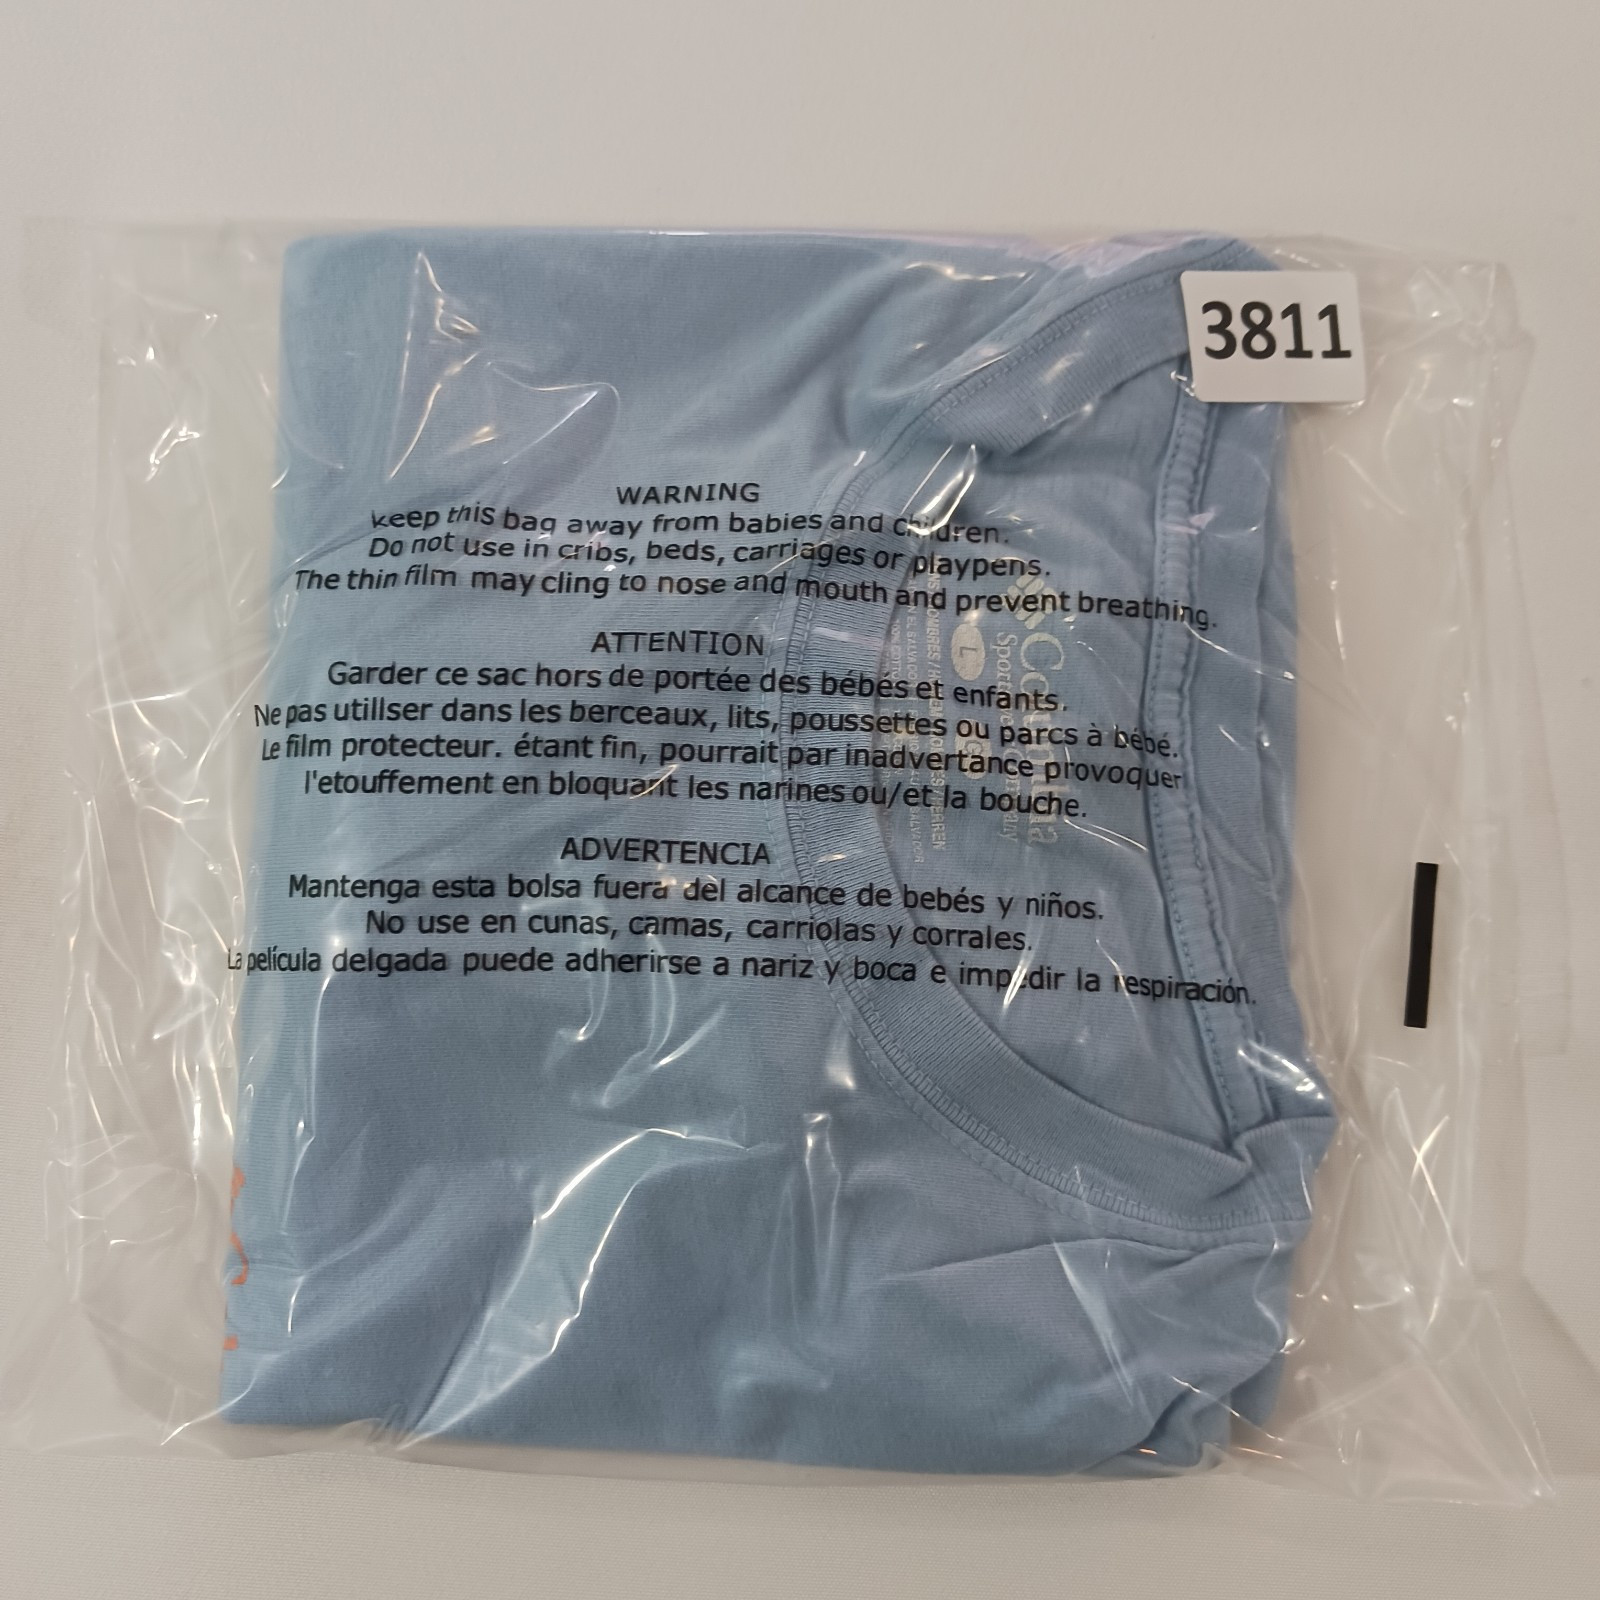 3811
WARNING
keep this bag away from babies and children.
Do not use in cribs, beds, carriages or playpens.
The thin film may cling to nose and mouth and prevent breathing.
ATTENTION
Garder ce sac hors de portée des bébés et enfants.
Ne pas utillser dans les berceaux, lits, poussettes ou parcs à bébé.
Le film protecteur. étant fin, pourrait par inadvertance provoquer
l'etouffement en bloquant les narines ou/et la bouche.
ADVERTENCIA
Mantenga esta bolsa fuera del alcance de bebés y niños.
No use en cunas, camas, carriolas y corrales.
La película delgada puede adherirse a nariz y boca e impedir la respiración.
Columbia
Sportswear Company
L